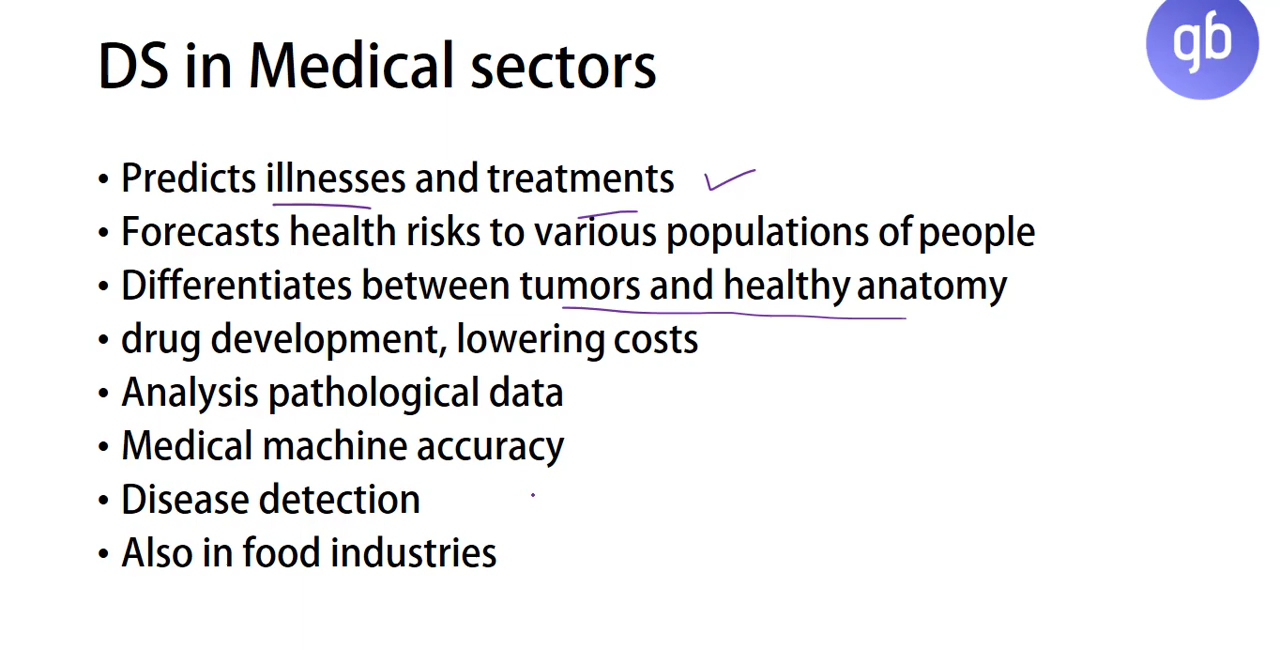 DS in Medical sectors
gb
• Predicts illnesses and treatments
• Forecasts health risks to various populations of people
• Differentiates between tumors and healthy anatomy
• drug development, lowering costs
• Analysis pathological data
• Medical machine accuracy
• Disease detection
• Also in food industries